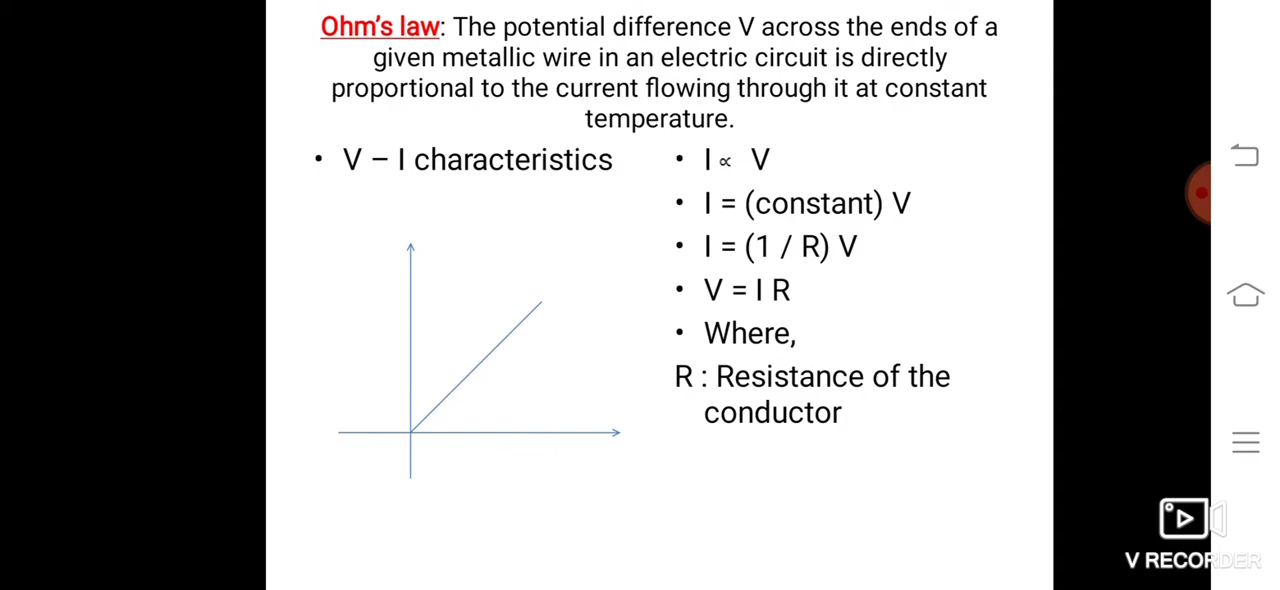 Ohm's law: The potential difference V across the ends of a
given metallic wire in an electric circuit is directly
proportional to the current flowing through it at constant
temperature.
• V – I characteristics
• I ∝ V
• I = (constant) V
• I = (1 / R) V
• V = I R
• Where,
R : Resistance of the
conductor
V RECORDER